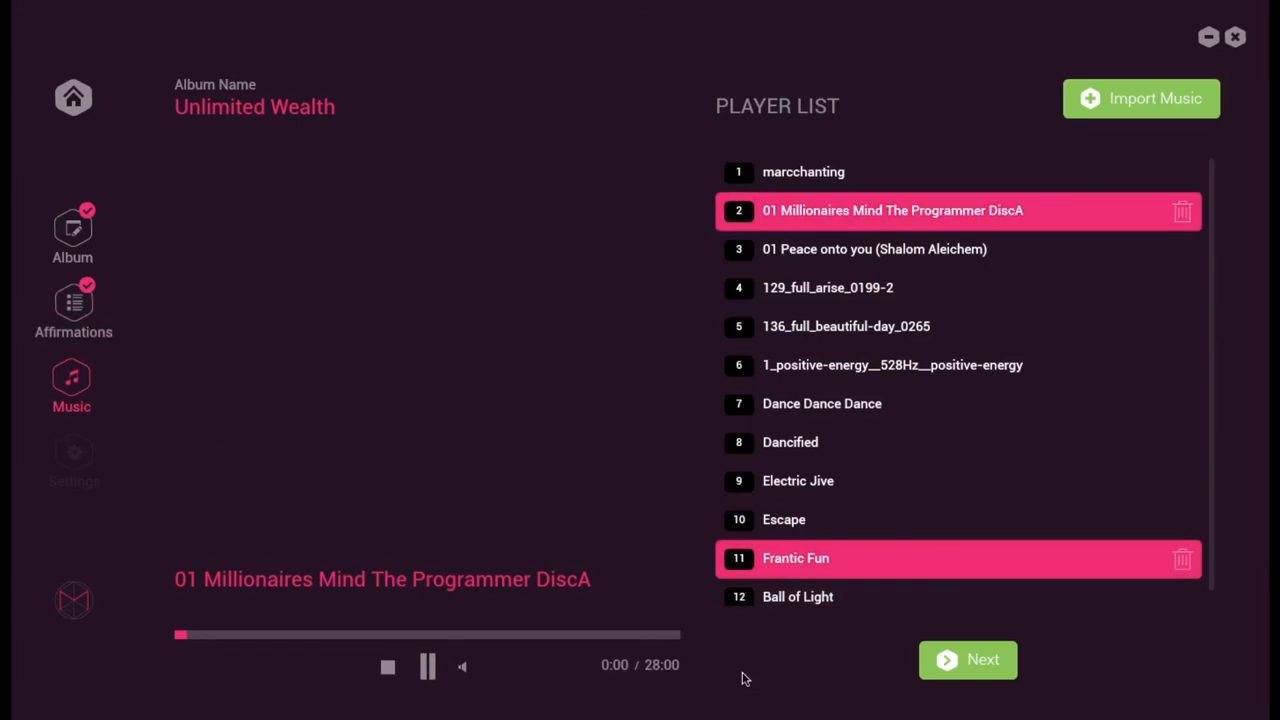 Album Name
Unlimited Wealth
PLAYER LIST
Import Music
Album
Affirmations
Music
Settings
1 marcchanting
2 01 Millionaires Mind The Programmer DiscA
3 01 Peace onto you (Shalom Aleichem)
4 129_full_arise_0199-2
5 136_full_beautiful-day_0265
6 1_positive-energy__528Hz__positive-energy
7 Dance Dance Dance
8 Dancified
9 Electric Jive
10 Escape
11 Frantic Fun
12 Ball of Light
01 Millionaires Mind The Programmer DiscA
0:00 / 28:00
Next